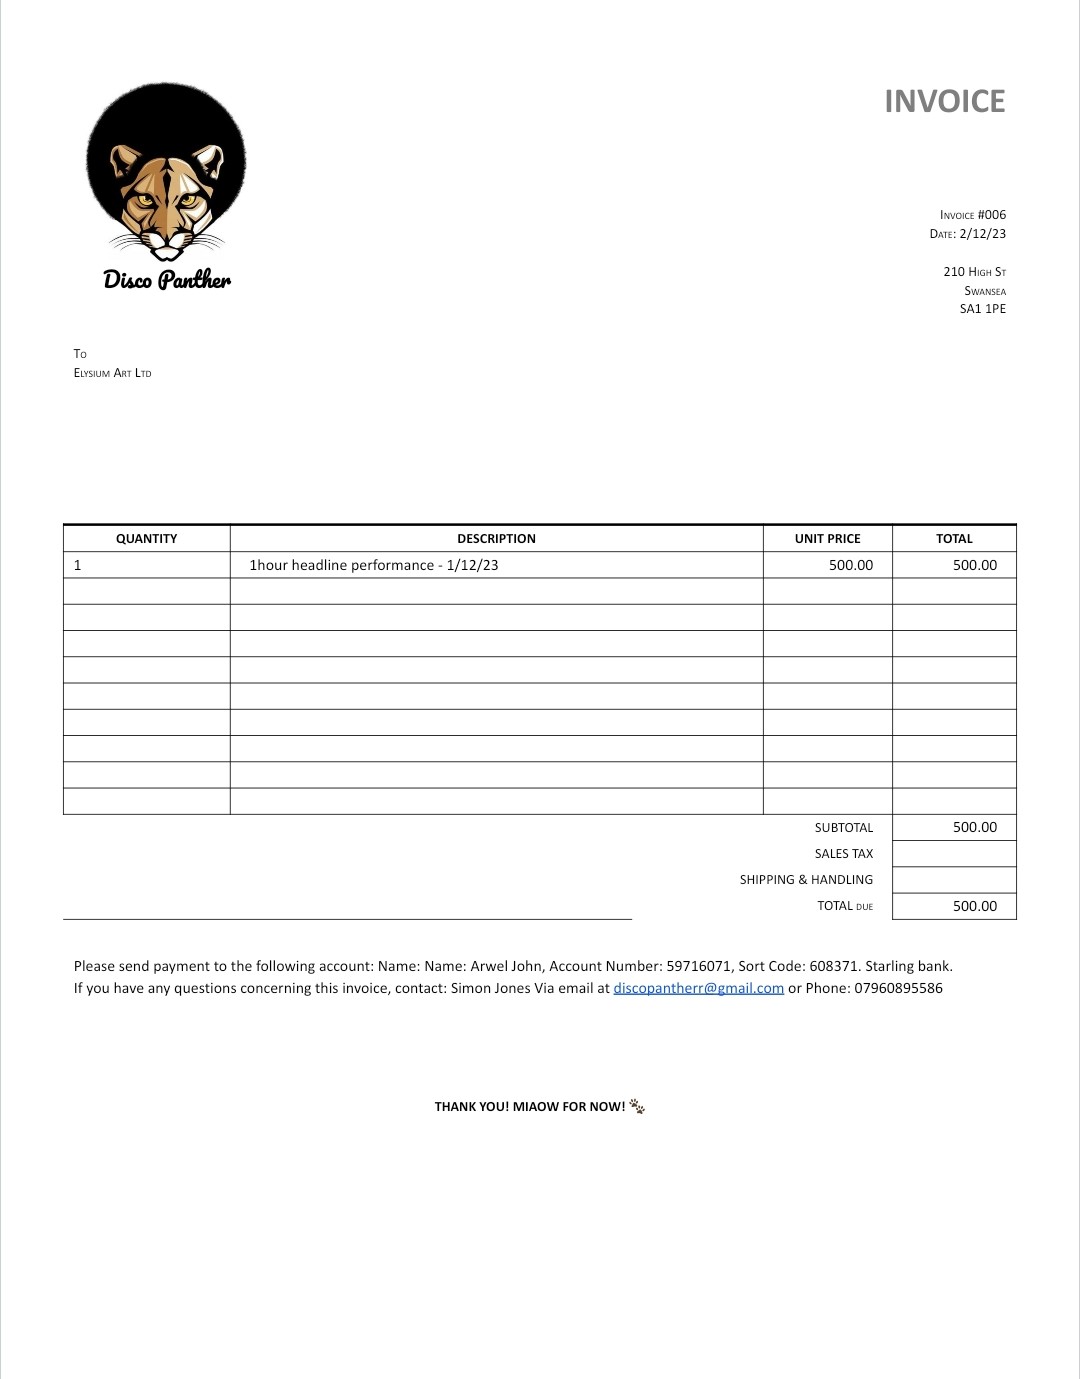 INVOICE
Disco Panther
Invoice #006
Date: 2/12/23
210 High St
Swansea
SA1 1PE
To
Elysium Art Ltd
QUANTITY DESCRIPTION UNIT PRICE TOTAL
1 1hour headline performance - 1/12/23 500.00 500.00
SUBTOTAL 500.00
SALES TAX
SHIPPING & HANDLING
TOTAL due 500.00
Please send payment to the following account: Name: Name: Arwel John, Account Number: 59716071, Sort Code: 608371. Starling bank.
If you have any questions concerning this invoice, contact: Simon Jones Via email at discopantherr@gmail.com or Phone: 07960895586
THANK YOU! MIAOW FOR NOW! 🐾